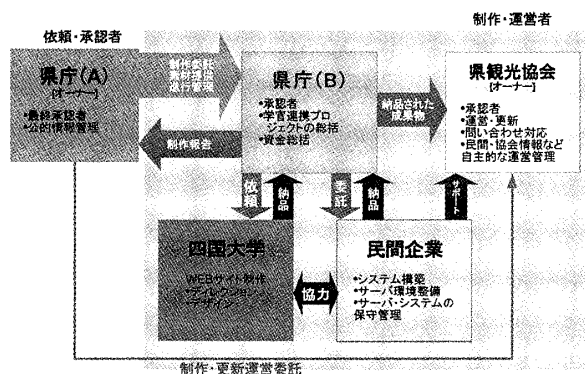 制作・運営者
依頼・承認者
県庁(A)
[オーナー]
・最終承認者
・公的情報管理
制作委託
素材提供
進行管理
制作報告
県庁(B)
・承認者
・学官連携プロ
ジェクトの総括
・資金総括
納品された
成果物
県観光協会
[オーナー]
・承認者
・運営・更新
・問い合わせ対応
・民間・協会情報など
自主的な運営管理
依頼
納品
委託
納品
サポート
四国大学
・WEBサイト制作
・ディレクション
・デザイン
協力
民間企業
・システム構築
・サーバ環境整備
・サーバ・システムの
保守管理
制作・更新運営委託